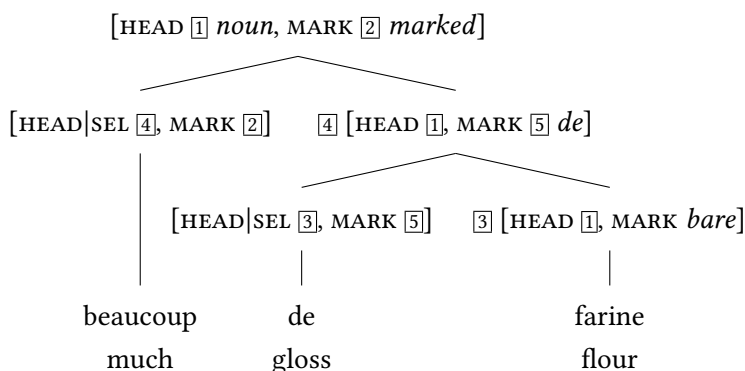 [HEAD 1 noun, MARK 2 marked]
[HEAD|SEL 4, MARK 2] 4 [HEAD 1, MARK 5 de]
[HEAD|SEL 3, MARK 5] 3 [HEAD 1, MARK bare]
beaucoup de farine
much gloss flour